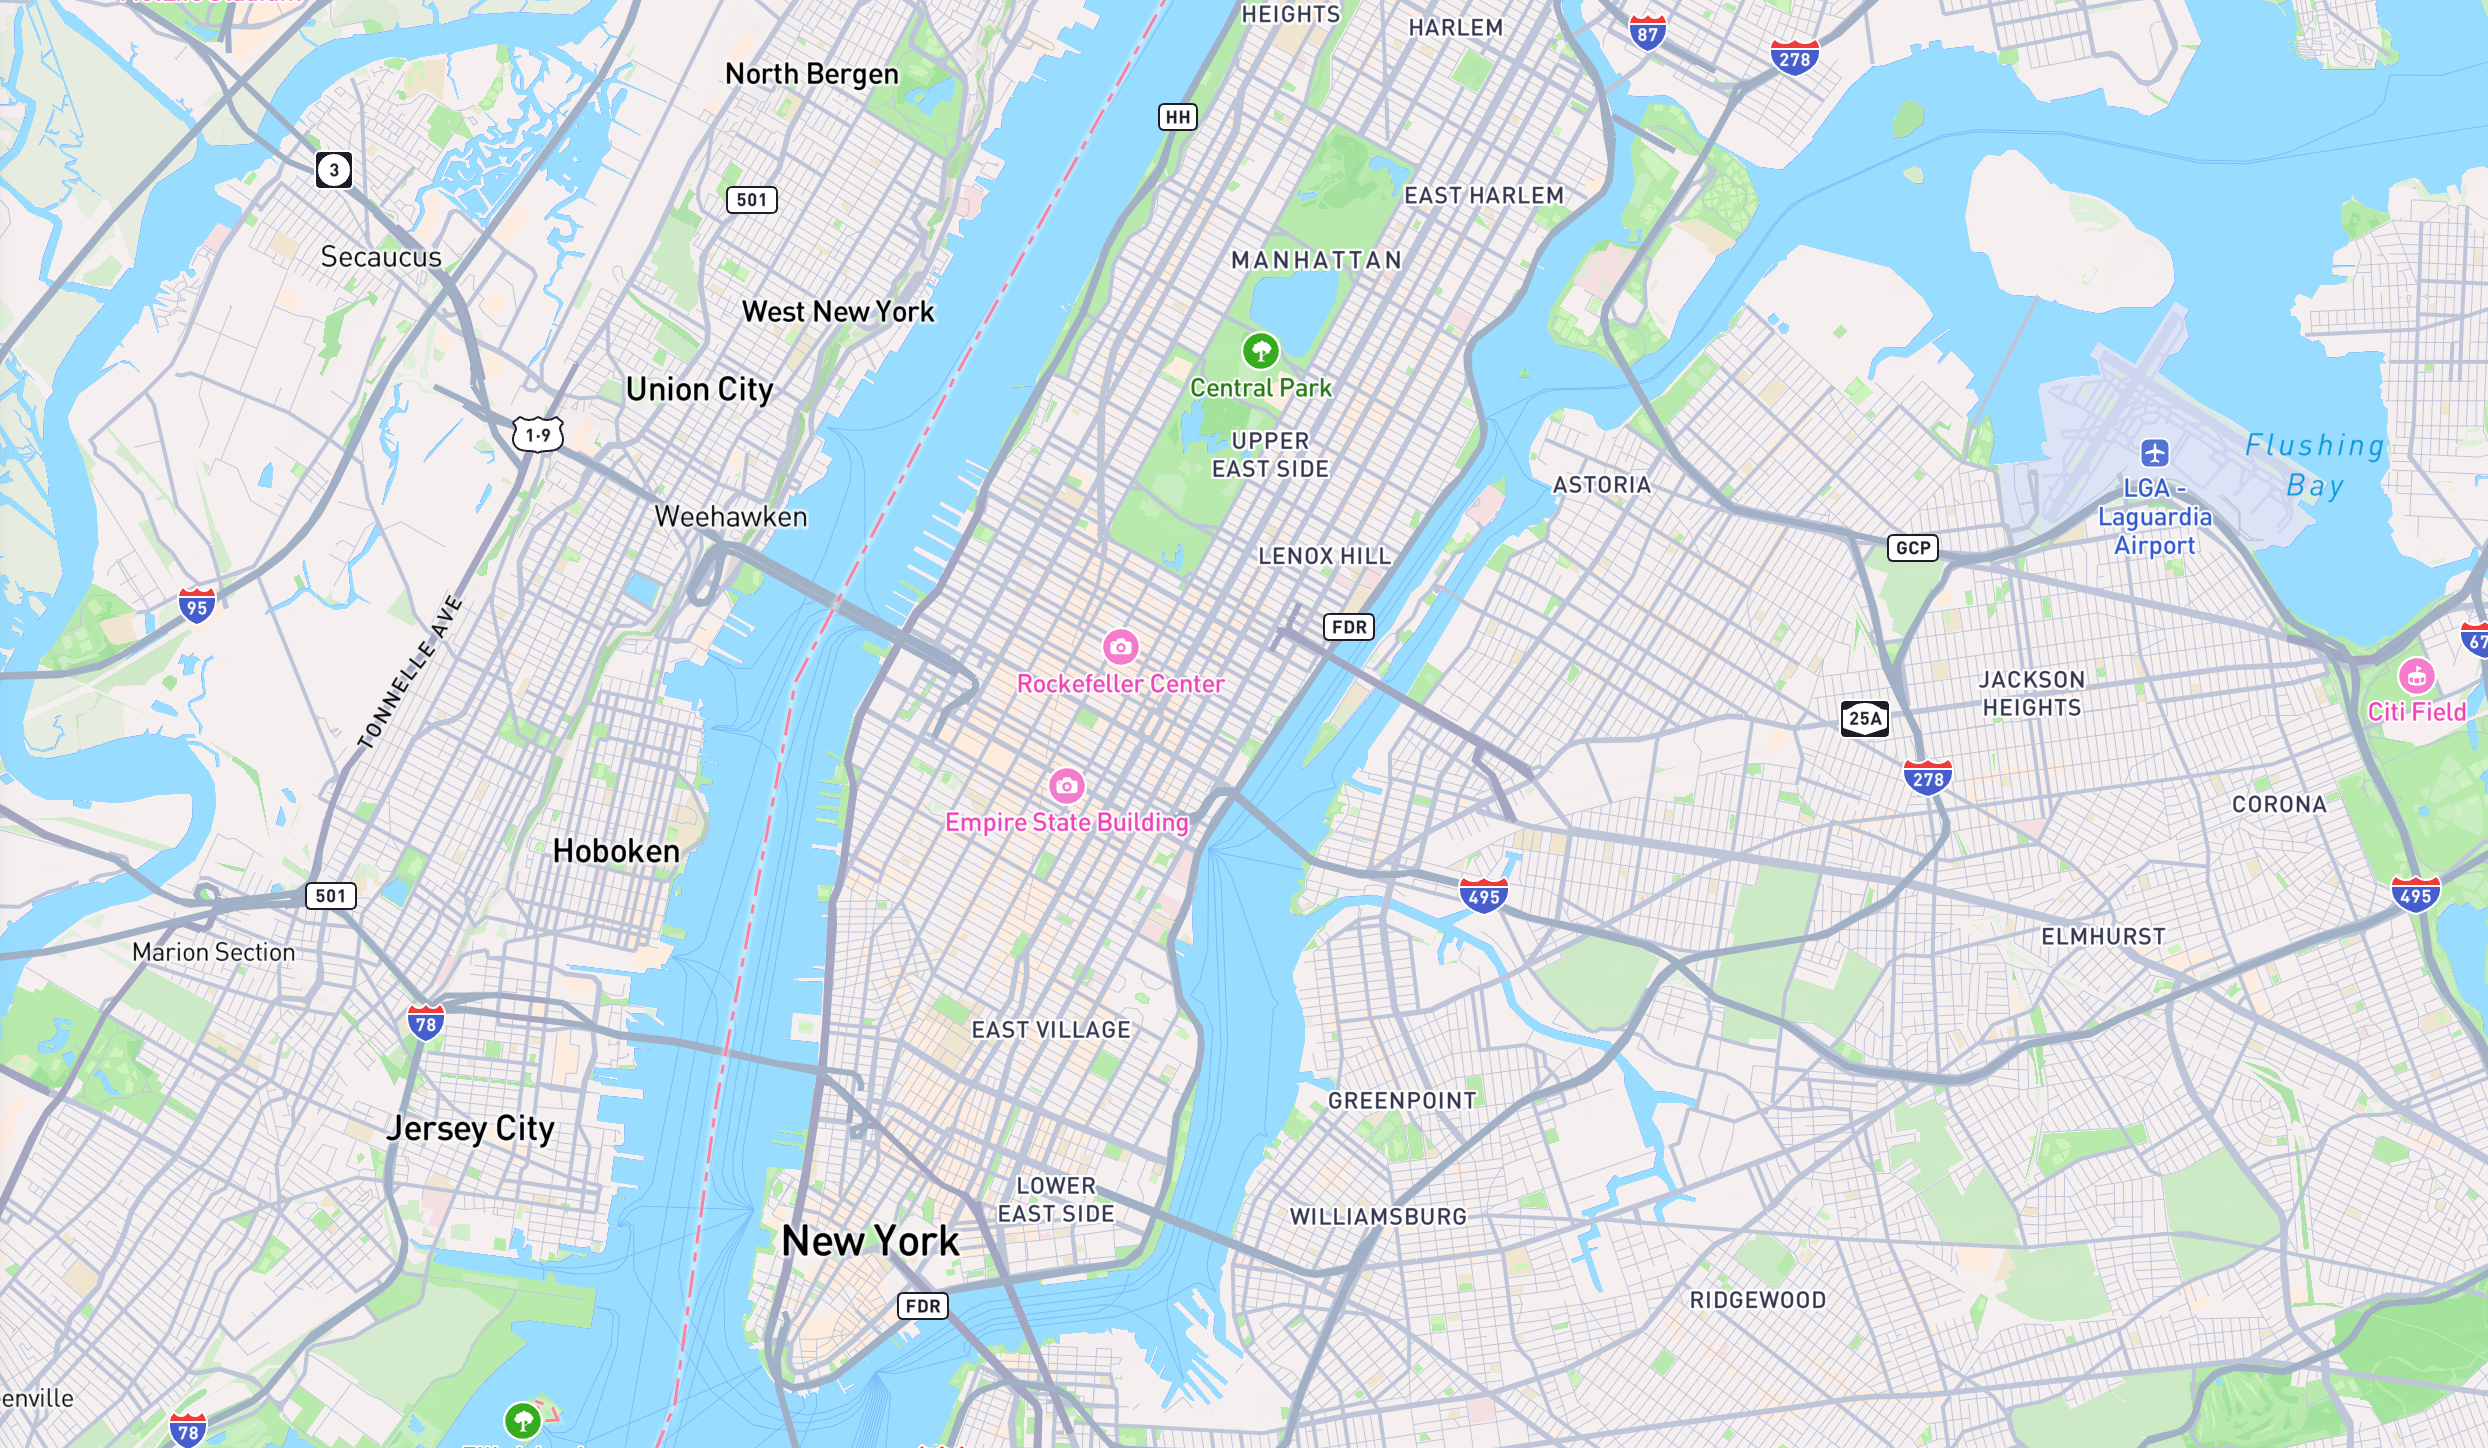 HEIGHTS
HARLEM
87
278
North Bergen
HH
3
501
EAST HARLEM
Secaucus
MANHATTAN
West New York
Central Park
Union City
1·9
UPPER
EAST SIDE
ASTORIA
Flushing
Bay
LGA -
Laguardia
Airport
Weehawken
LENOX HILL
GCP
95
TONNELLE AVE
FDR
67
Rockefeller Center
JACKSON
HEIGHTS
25A
Citi Field
278
Empire State Building
CORONA
Hoboken
501
495
495
Marion Section
ELMHURST
78
EAST VILLAGE
GREENPOINT
Jersey City
LOWER
EAST SIDE
WILLIAMSBURG
New York
FDR
RIDGEWOOD
enville
78